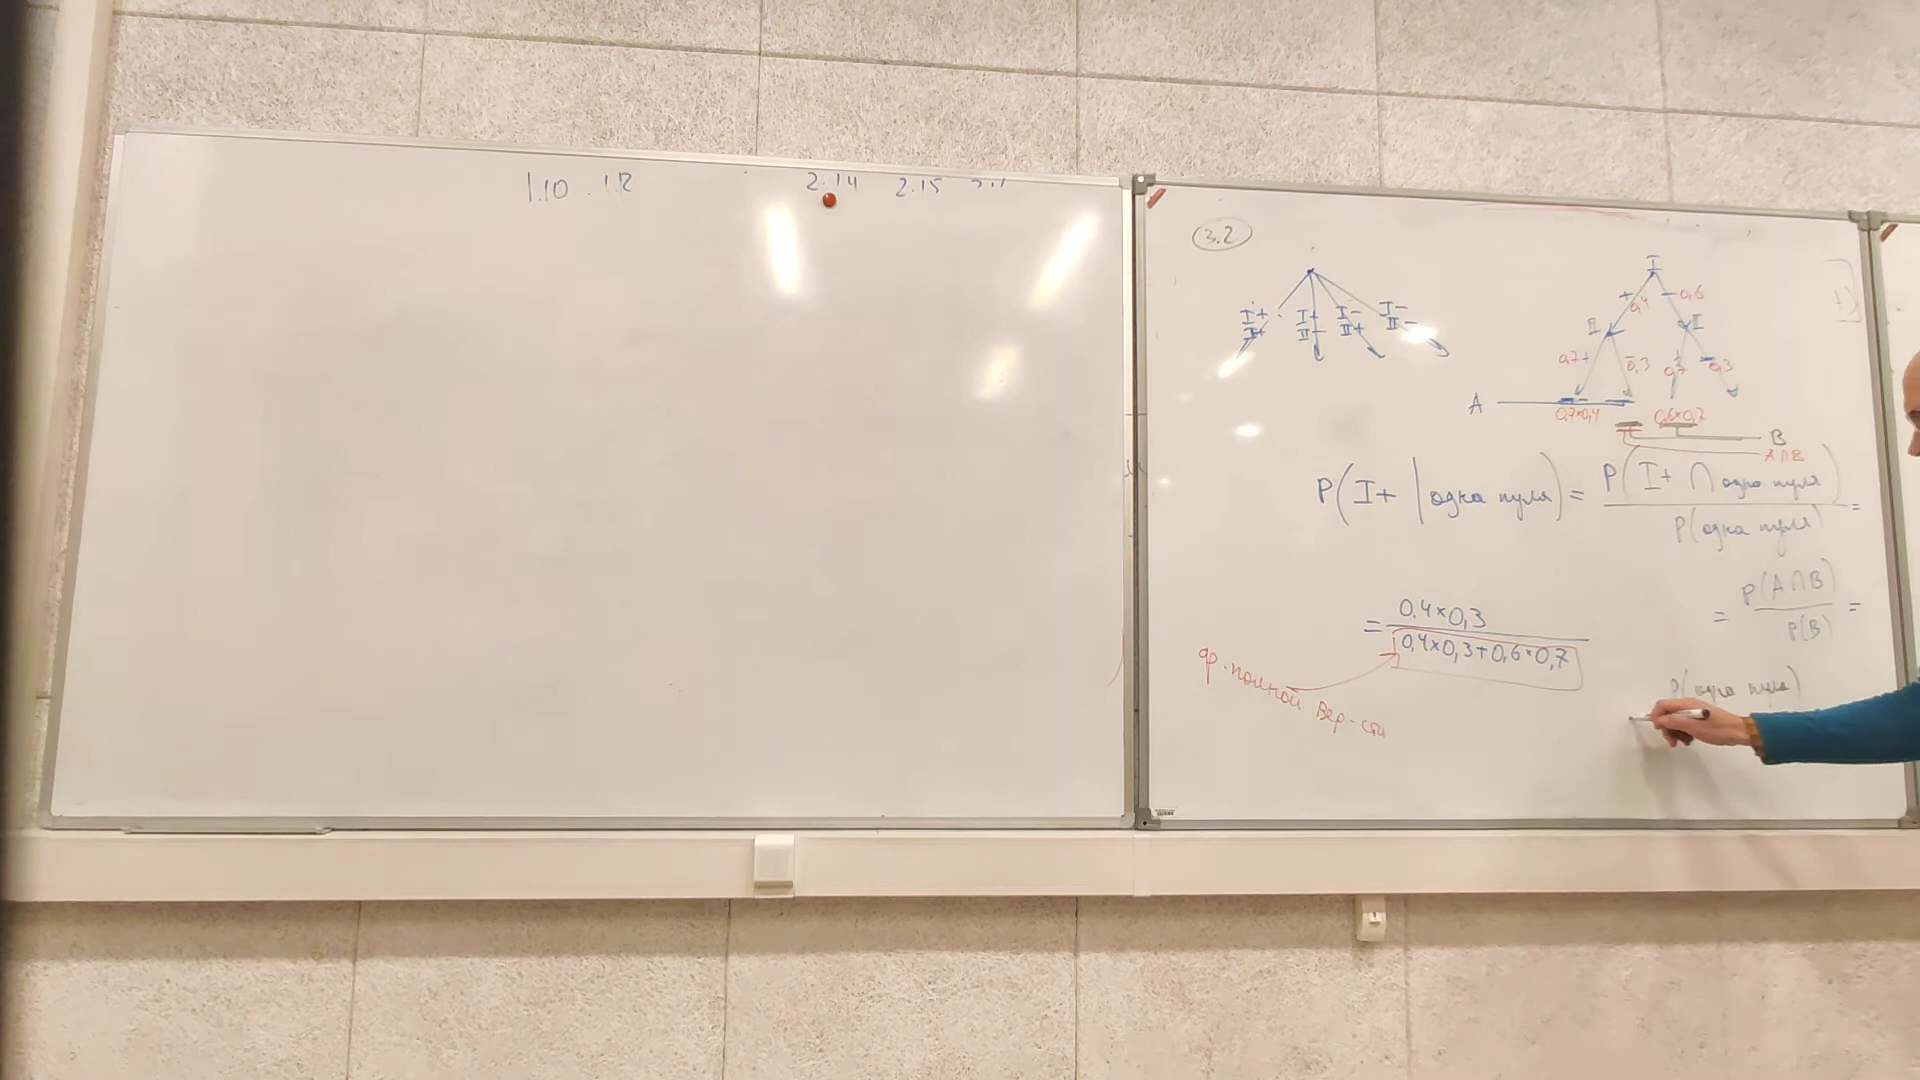 1.10 . 1.12 2.14 2.15
3.2
I+ I+ I- I-
II+ II- II+ II-
I
+ 0,4 - 0,6
II II
0,7+ - 0,3 + 0,7 - 0,3
A
0,7×0,4 0,6×0,7
B
A∩B
P(I+ | одна пуля) = P(I+ ∩ одна пуля) =
P(одна пуля)
= P(A∩B) =
P(B)
= 0.4×0,3
0,4×0,3+0,6×0,7
ф. полной вер-сти
P(одна пуля)